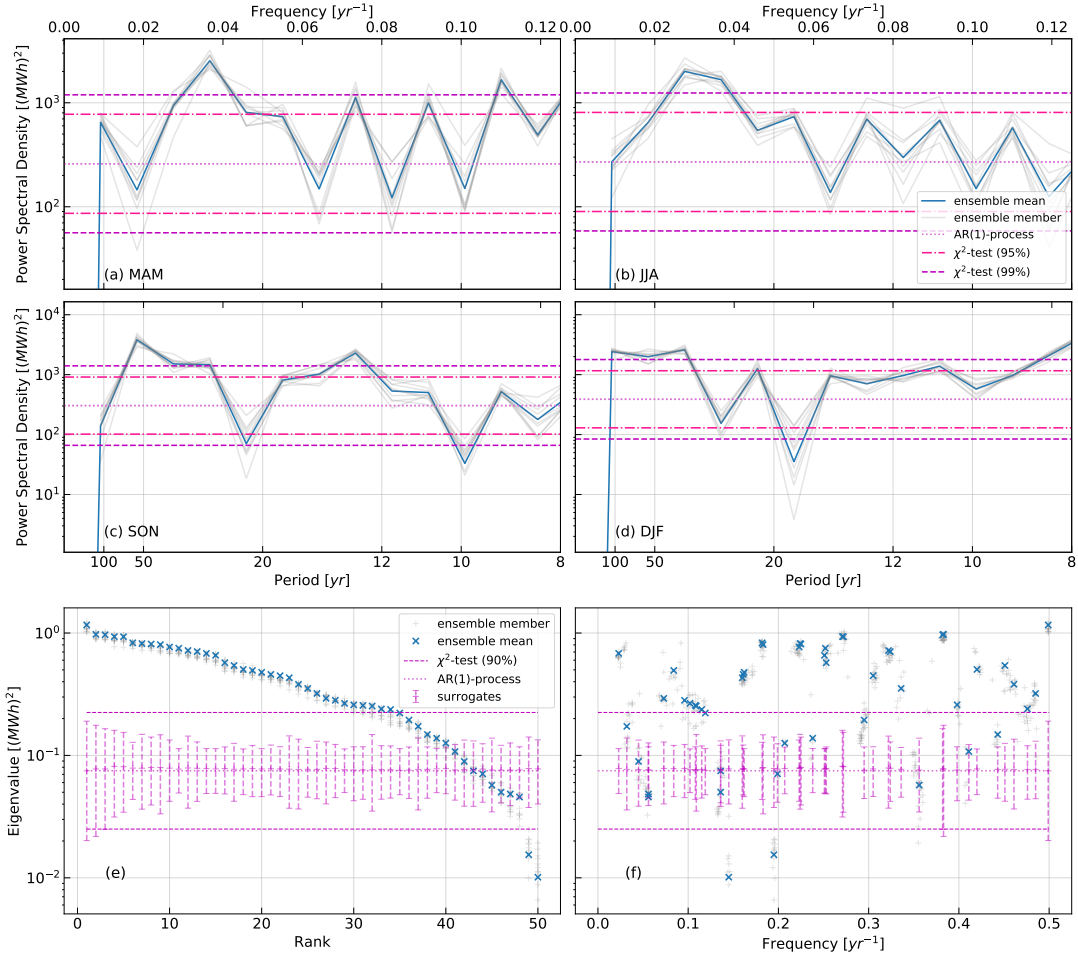 Frequency [yr⁻¹]
Frequency [yr⁻¹]
0.00 0.02 0.04 0.06 0.08 0.10 0.12
0.00 0.02 0.04 0.06 0.08 0.10 0.12
Power Spectral Density [(MWh)²]
10³
10²
(a) MAM
(b) JJA
ensemble mean
ensemble member
AR(1)-process
χ²-test (95%)
χ²-test (99%)
Power Spectral Density [(MWh)²]
10⁴
10³
10²
10¹
(c) SON
(d) DJF
100 50 20 12 10 8
100 50 20 12 10 8
Period [yr]
Period [yr]
Eigenvalue [(MWh)²]
10⁰
10⁻¹
10⁻²
ensemble member
ensemble mean
χ²-test (90%)
AR(1)-process
surrogates
(e)
(f)
0 10 20 30 40 50
0.0 0.1 0.2 0.3 0.4 0.5
Rank
Frequency [yr⁻¹]